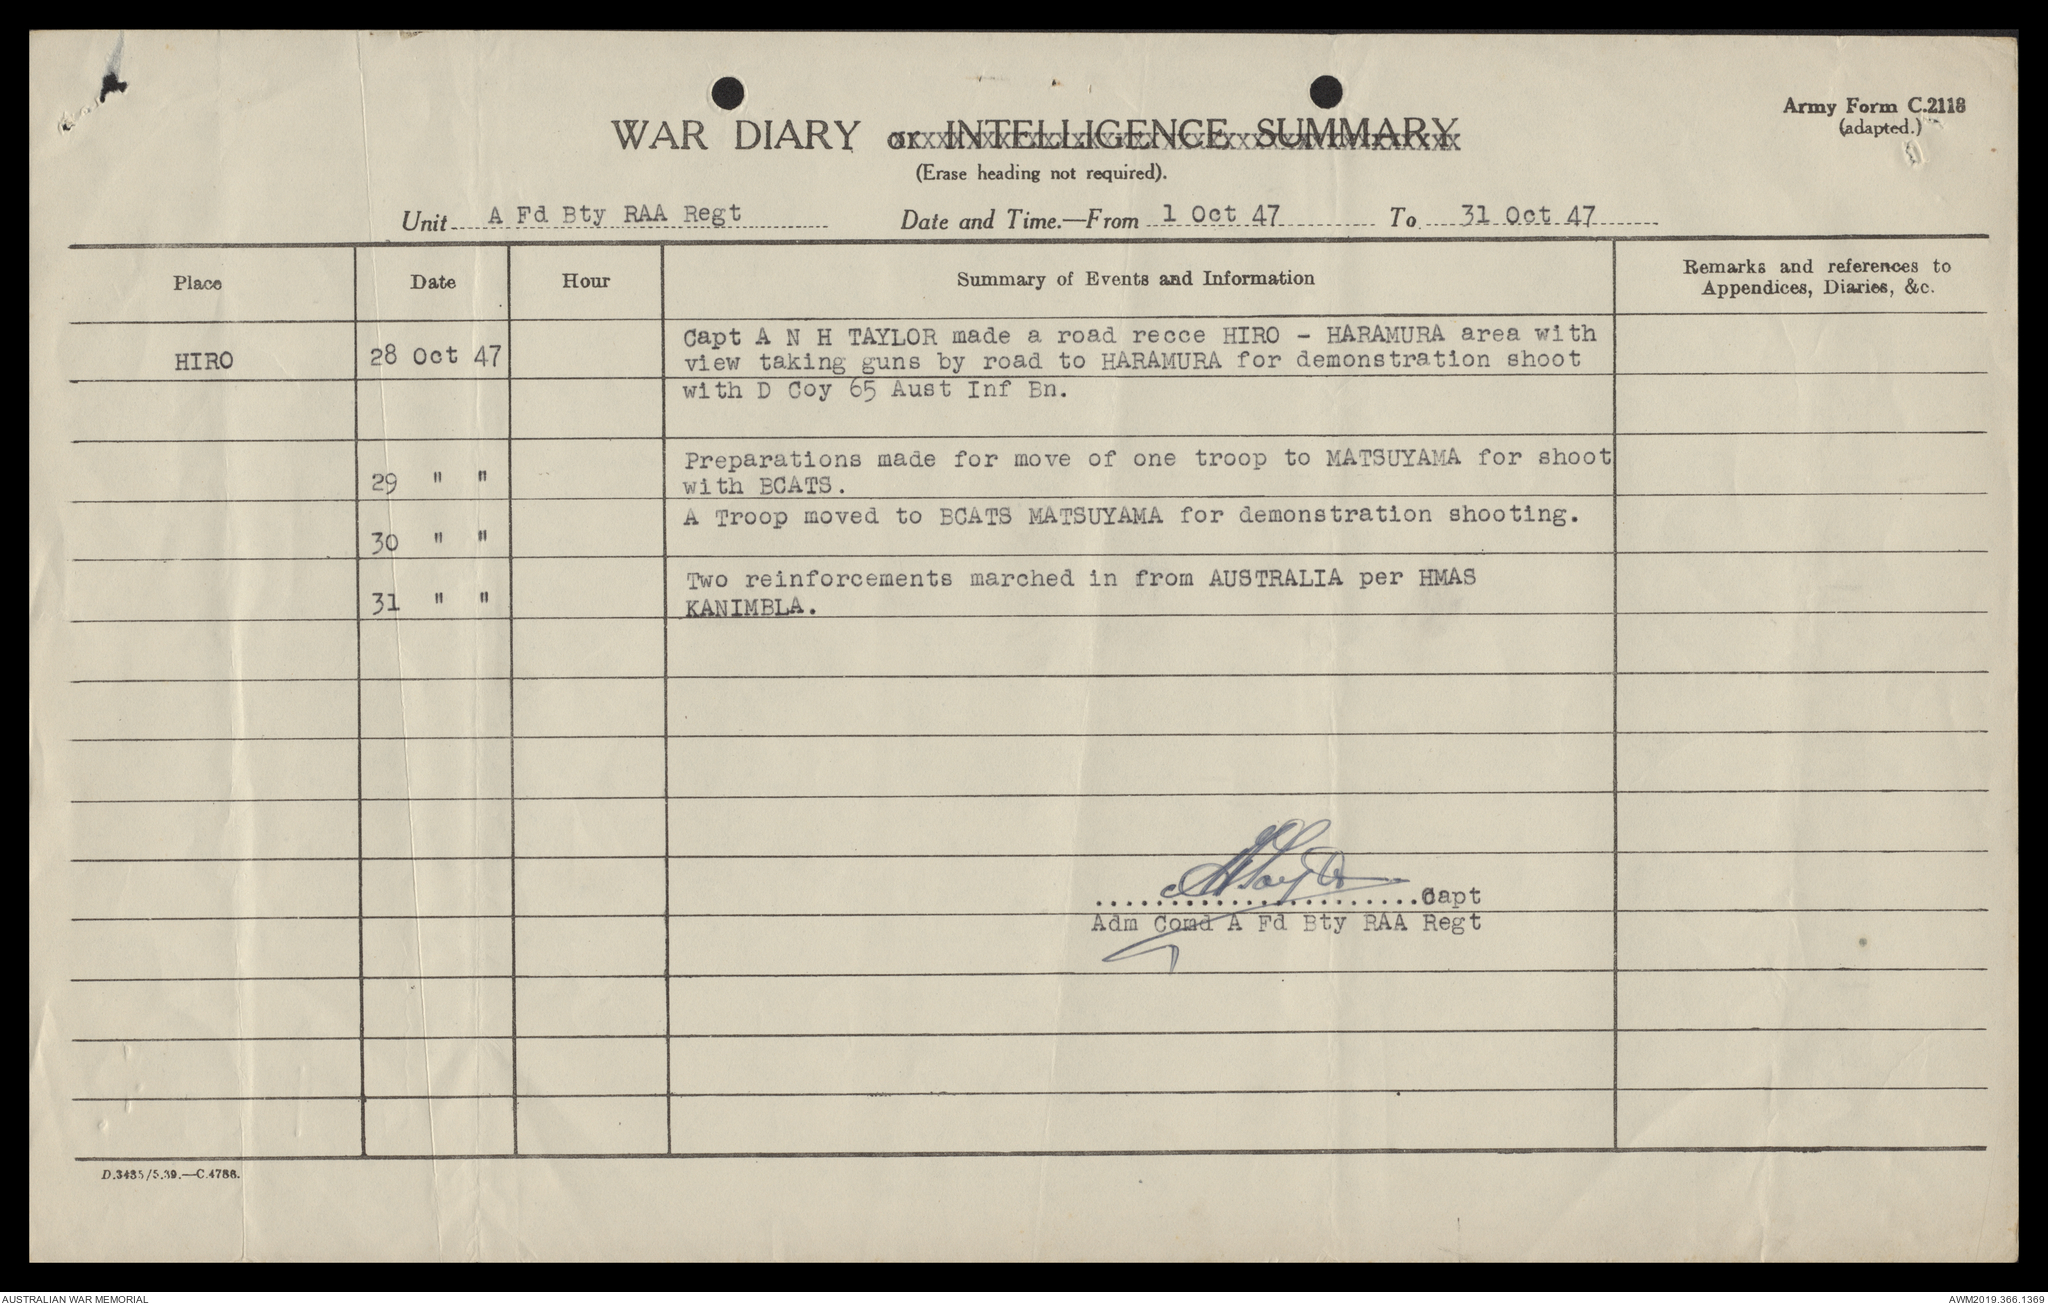 Army Form C.2118
(adapted.)
WAR DIARY or INTELLIGENCE SUMMARY
(Erase heading not required).
Unit A Fd Bty RAA Regt Date and Time.—From 1 Oct 47 To 31 Oct 47
Place Date Hour Summary of Events and Information Remarks and references to
Appendices, Diaries, &c.
Capt A N H TAYLOR made a road recce HIRO - HARAMURA area with
HIRO 28 Oct 47 view taking guns by road to HARAMURA for demonstration shoot
with D Coy 65 Aust Inf Bn.
Preparations made for move of one troop to MATSUYAMA for shoot
29 " " with BCATS.
A Troop moved to BCATS MATSUYAMA for demonstration shooting.
30 " "
Two reinforcements marched in from AUSTRALIA per HMAS
31 " " KANIMBLA.
......................Capt
Adm Comd A Fd Bty RAA Regt
D.3435/5.39.—C.4788.
AUSTRALIAN WAR MEMORIAL AWM2019.366.1369